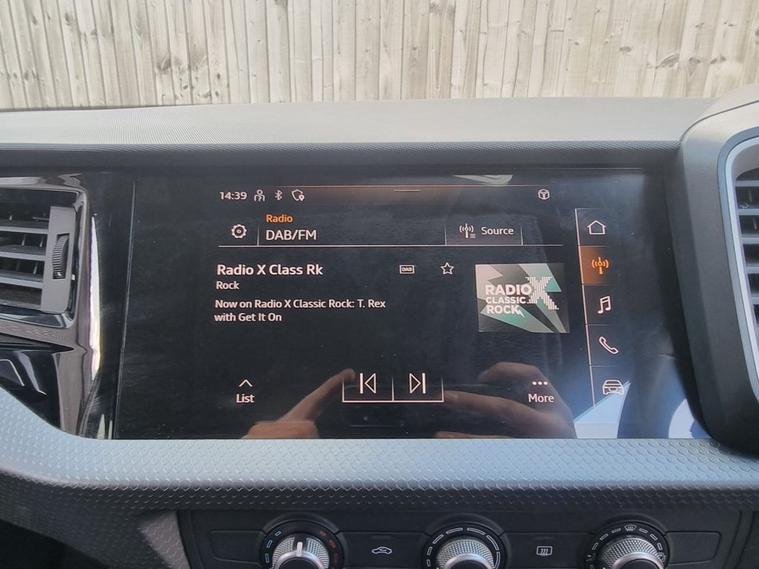 14:39
Radio
DAB/FM
Source
Radio X Class Rk
DAB
Rock
Now on Radio X Classic Rock: T. Rex
with Get It On
RADIO X
CLASSIC
ROCK
List
More